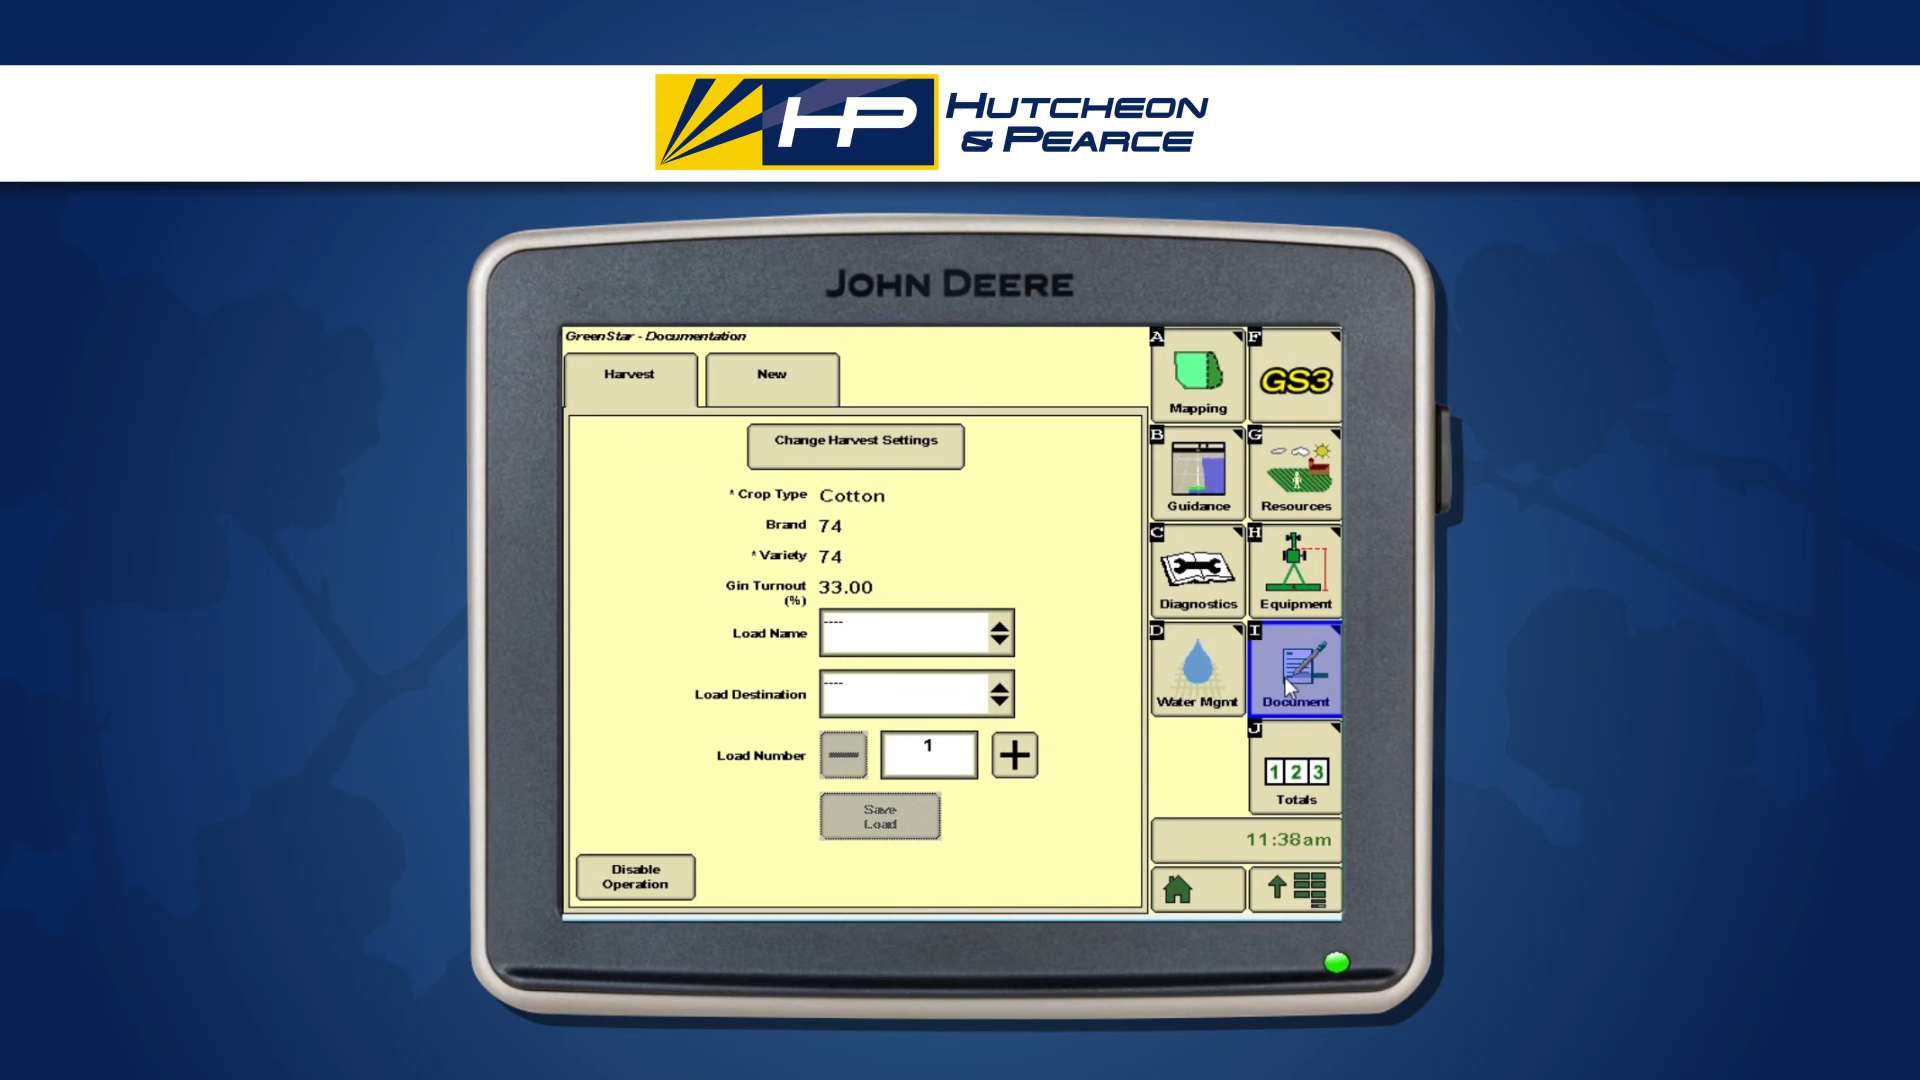 HP HUTCHEON
& PEARCE
JOHN DEERE
GreenStar - Documentation
Harvest
New
Change Harvest Settings
* Crop Type Cotton
Brand 74
* Variety 74
Gin Turnout 33.00
(%)
Load Name ----
Load Destination ----
Load Number 1
Save
Load
Disable
Operation
A
Mapping
F
GS3
B
Guidance
G
Resources
C
Diagnostics
H
Equipment
D
Water Mgmt
I
Document
J
1 2 3
Totals
11:38am